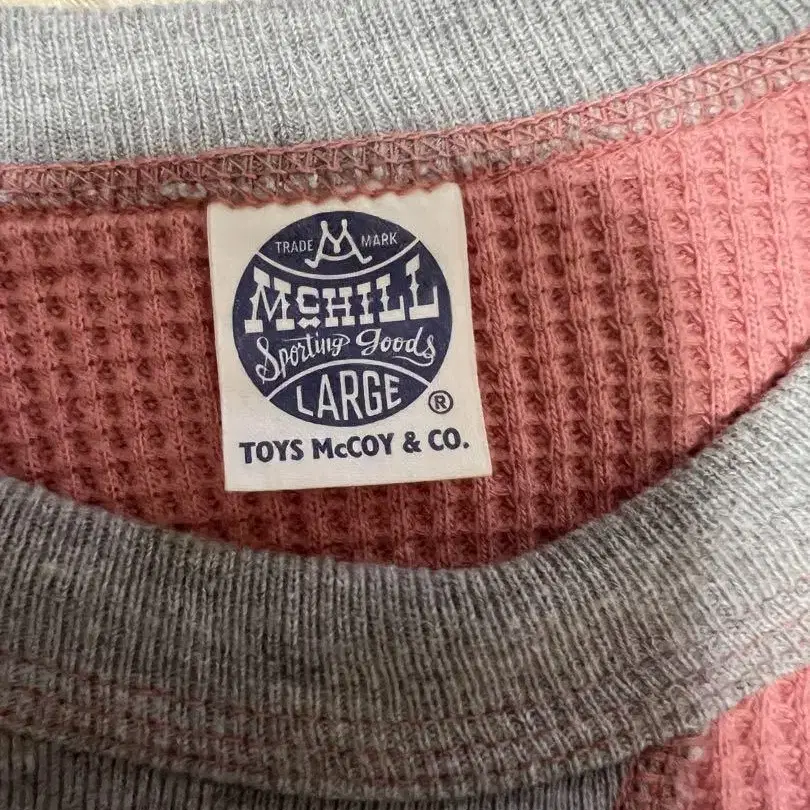 TRADE M MARK
McHILL
Sporting Goods
LARGE ®
TOYS McCOY & CO.